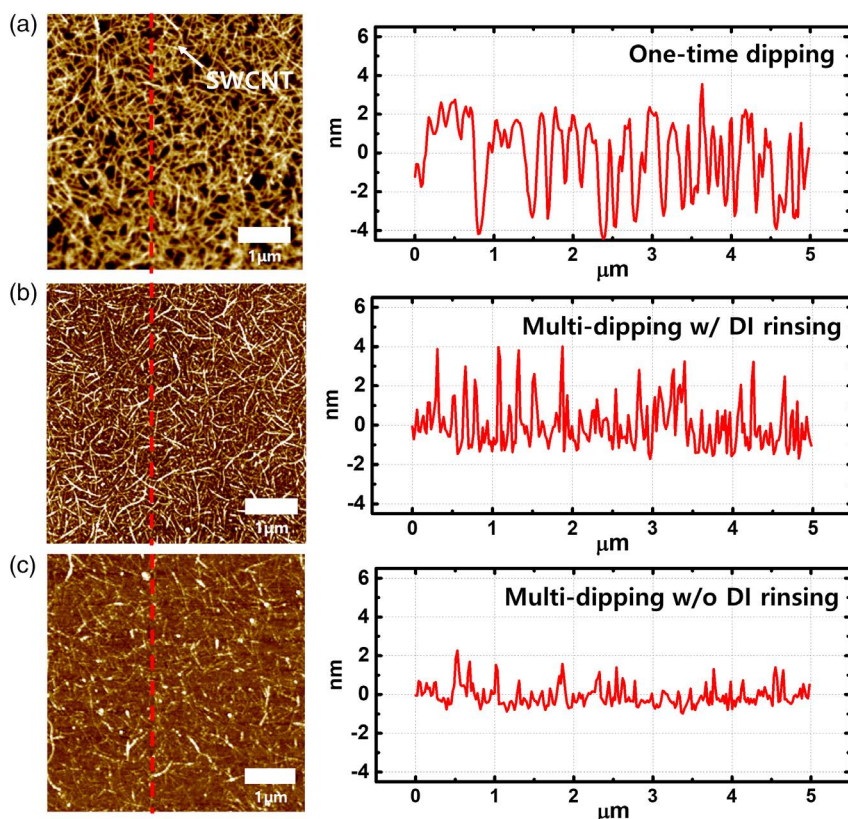 (a)
SWCNT
1μm
One-time dipping
nm
6
4
2
0
-2
-4
0 1 2 3 4 5
μm
(b)
1μm
Multi-dipping w/ DI rinsing
nm
6
4
2
0
-2
-4
0 1 2 3 4 5
μm
(c)
1μm
Multi-dipping w/o DI rinsing
nm
6
4
2
0
-2
-4
0 1 2 3 4 5
μm